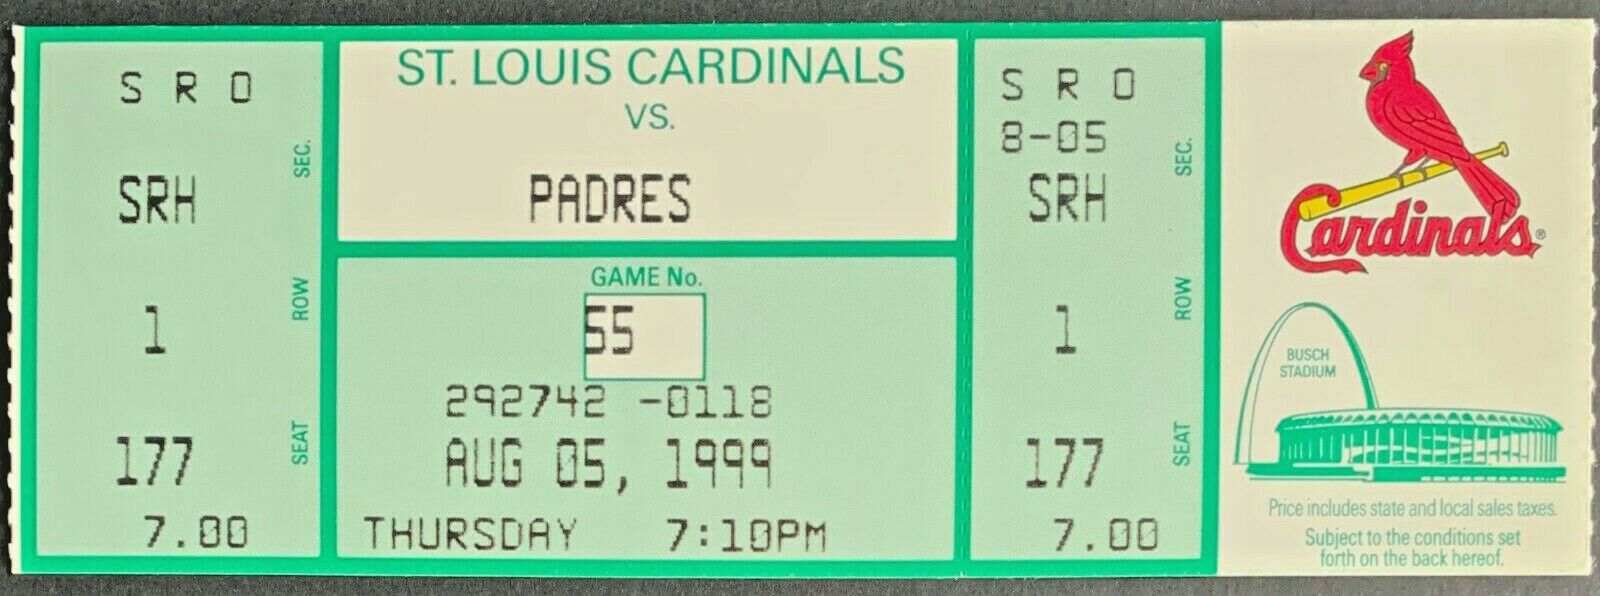 S R O
SEC.
SRH
ROW
1
SEAT
177
7.00
ST. LOUIS CARDINALS
VS.
PADRES
GAME No.
55
292742 -0118
AUG 05, 1999
THURSDAY 7:10PM
S R O
8-05
SEC.
SRH
ROW
1
SEAT
177
7.00
Cardinals®
BUSCH
STADIUM
Price includes state and local sales taxes.
Subject to the conditions set
forth on the back hereof.